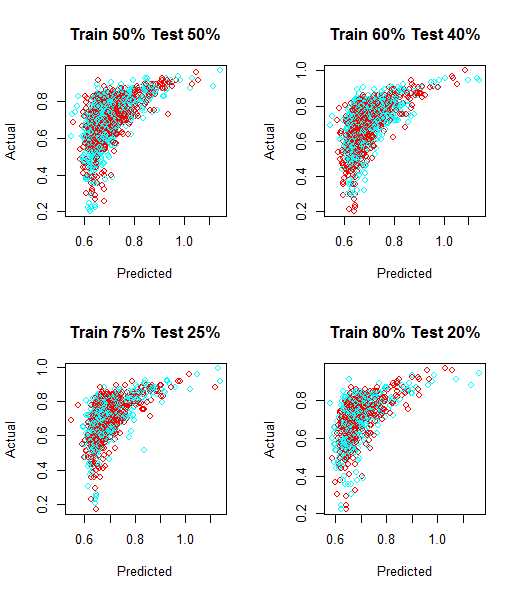 Train 50% Test 50%
Actual
0.2 0.4 0.6 0.8
0.6 0.8 1.0
Predicted
Train 60% Test 40%
Actual
0.2 0.4 0.6 0.8 1.0
0.6 0.8 1.0
Predicted
Train 75% Test 25%
Actual
0.2 0.4 0.6 0.8 1.0
0.6 0.8 1.0
Predicted
Train 80% Test 20%
Actual
0.2 0.4 0.6 0.8
0.6 0.8 1.0
Predicted